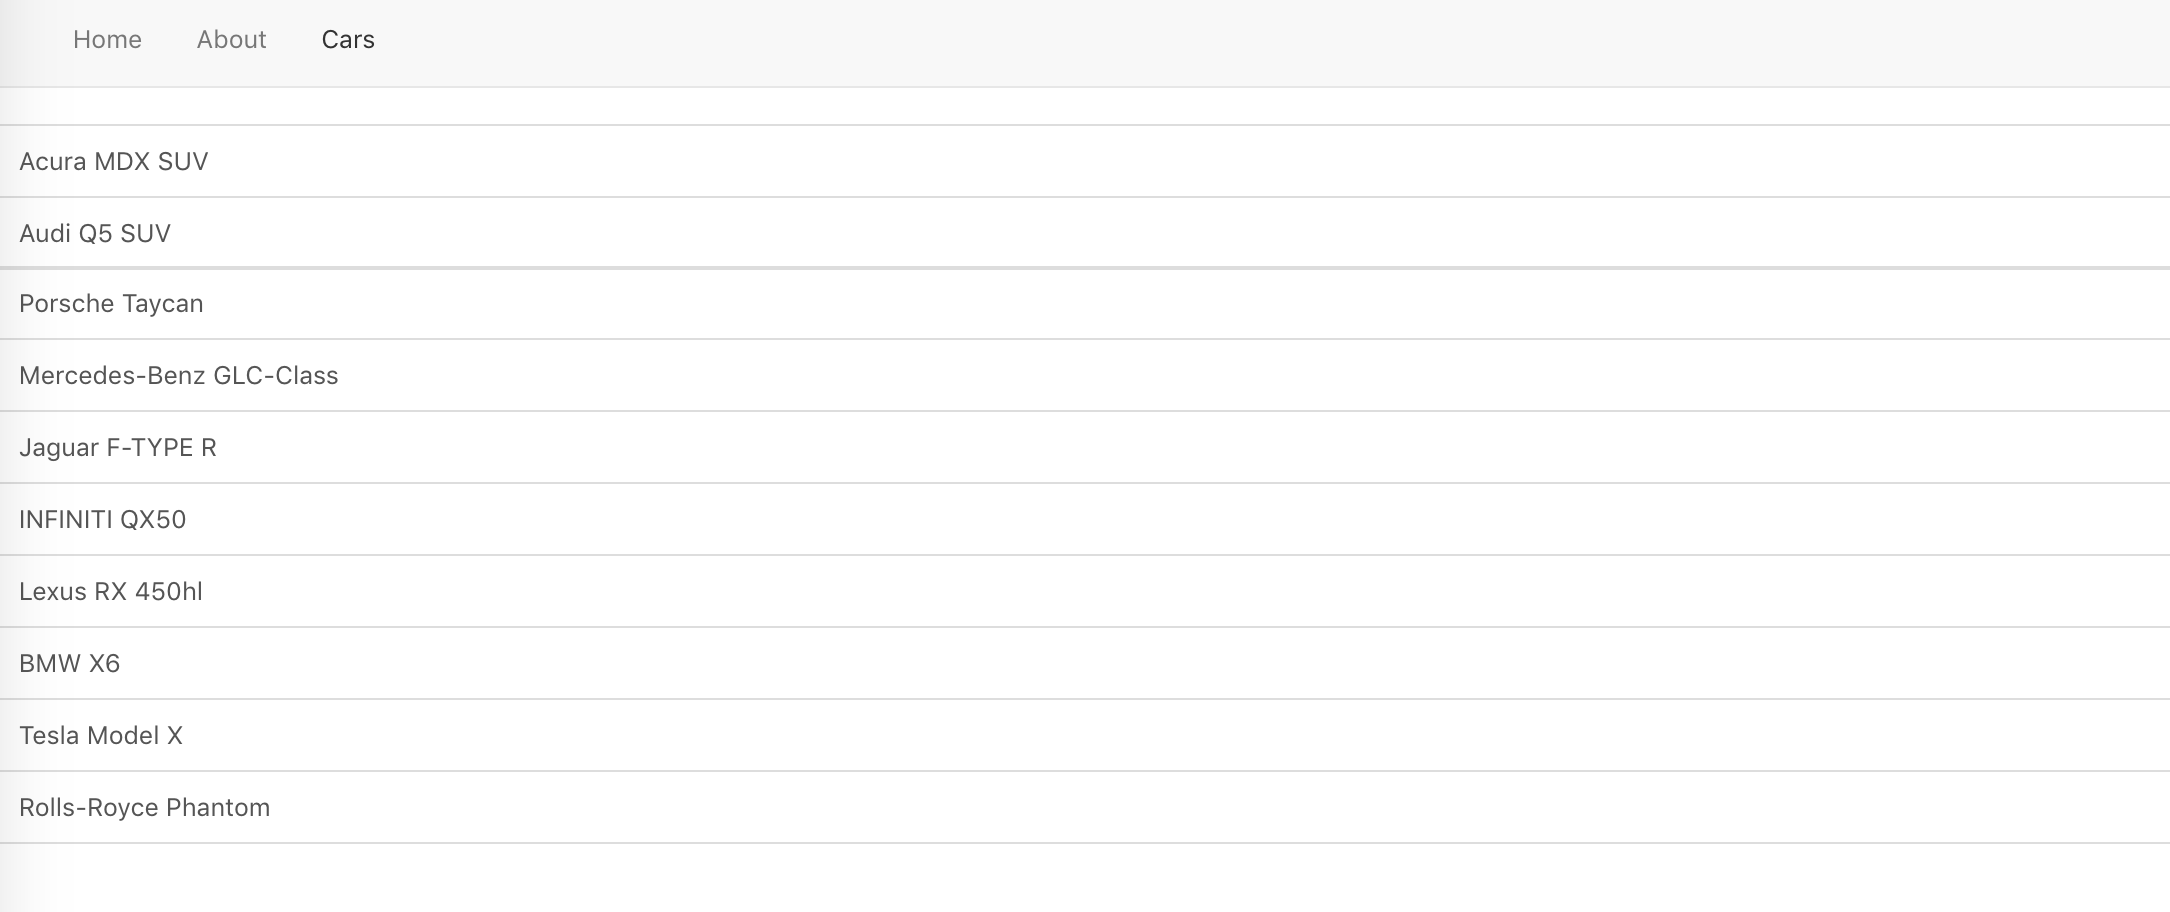 Home About Cars
Acura MDX SUV
Audi Q5 SUV
Porsche Taycan
Mercedes-Benz GLC-Class
Jaguar F-TYPE R
INFINITI QX50
Lexus RX 450hl
BMW X6
Tesla Model X
Rolls-Royce Phantom